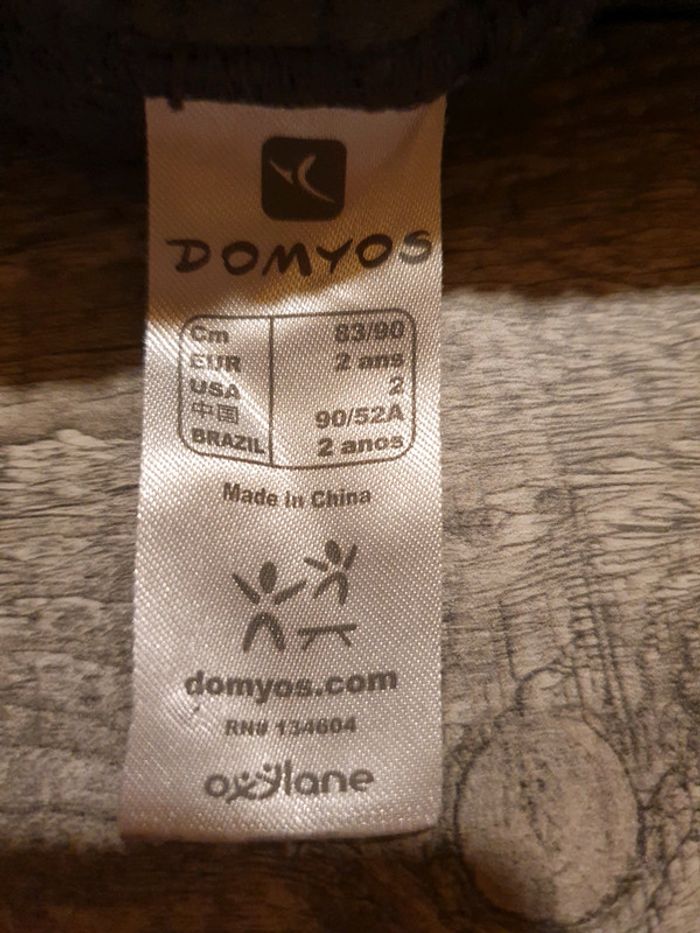 DOMYOS
Cm 83/90
EUR 2 ans
USA 2
中国 90/52A
BRAZIL 2 anos
Made in China
domyos.com
RN# 134604
oxylane